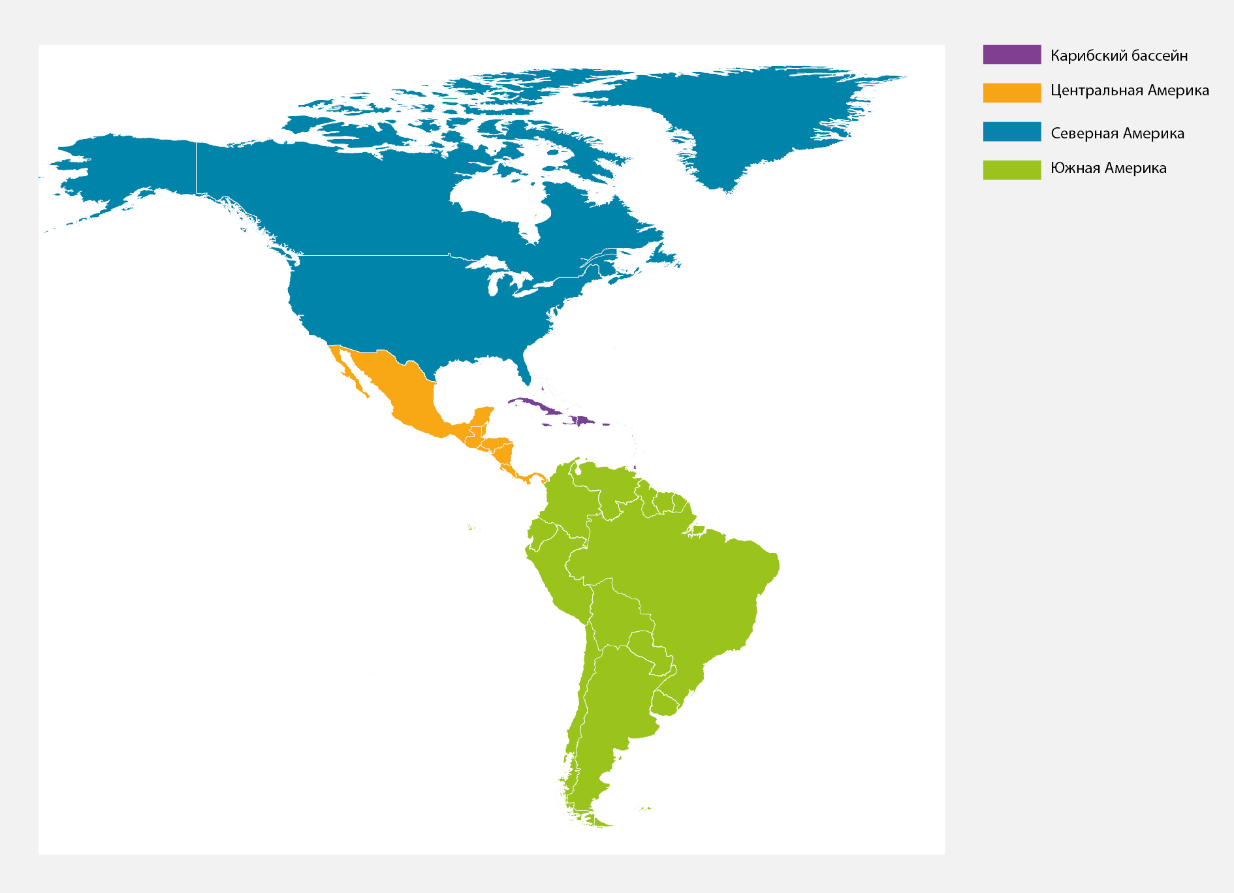 Карибский бассейн
Центральная Америка
Северная Америка
Южная Америка